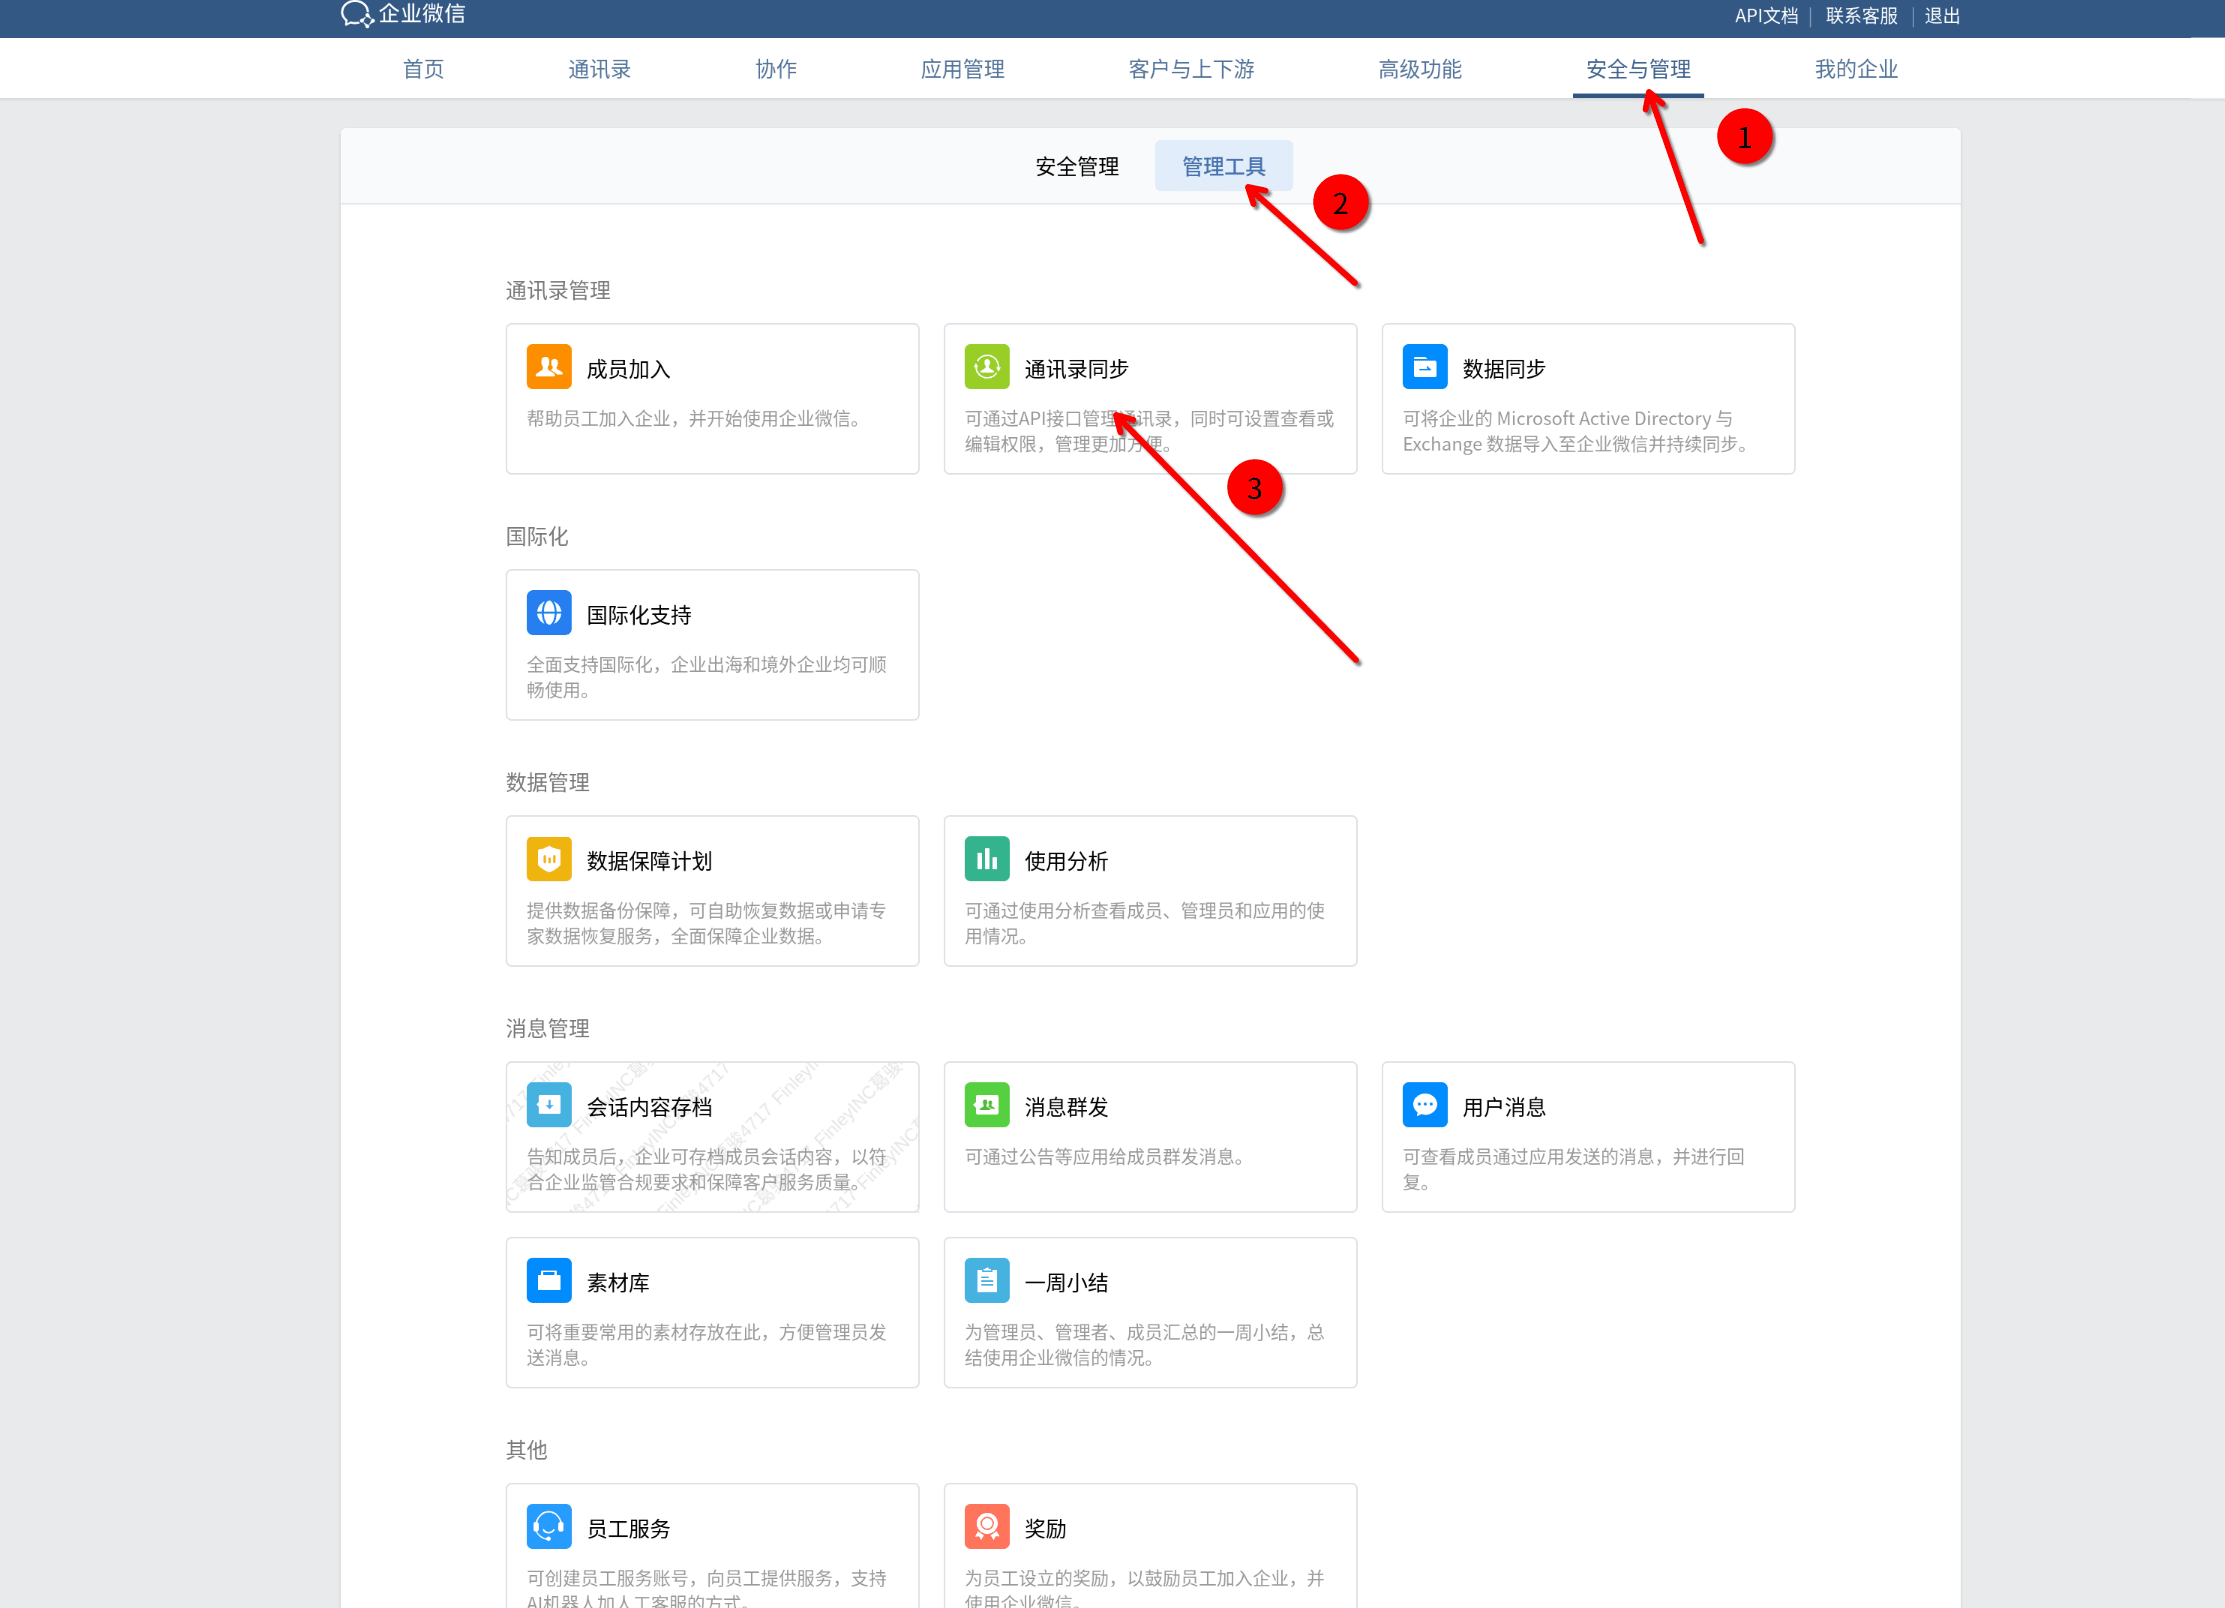 企业微信
API文档 | 联系客服 | 退出
首页 通讯录 协作 应用管理 客户与上下游 高级功能 安全与管理 我的企业
1
安全管理 管理工具
2
通讯录管理
成员加入
帮助员工加入企业，并开始使用企业微信。
通讯录同步
可通过API接口管理通讯录，同时可设置查看或
编辑权限，管理更加方便。
数据同步
可将企业的 Microsoft Active Directory 与
Exchange 数据导入至企业微信并持续同步。
3
国际化
国际化支持
全面支持国际化，企业出海和境外企业均可顺
畅使用。
数据管理
数据保障计划
提供数据备份保障，可自助恢复数据或申请专
家数据恢复服务，全面保障企业数据。
使用分析
可通过使用分析查看成员、管理员和应用的使
用情况。
消息管理
会话内容存档
告知成员后，企业可存档成员会话内容，以符
合企业监管合规要求和保障客户服务质量。
FinleyINC葛骏4717
消息群发
可通过公告等应用给成员群发消息。
用户消息
可查看成员通过应用发送的消息，并进行回
复。
素材库
可将重要常用的素材存放在此，方便管理员发
送消息。
一周小结
为管理员、管理者、成员汇总的一周小结，总
结使用企业微信的情况。
其他
员工服务
可创建员工服务账号，向员工提供服务，支持
AI机器人加人工客服的方式。
奖励
为员工设立的奖励，以鼓励员工加入企业，并
使用企业微信。